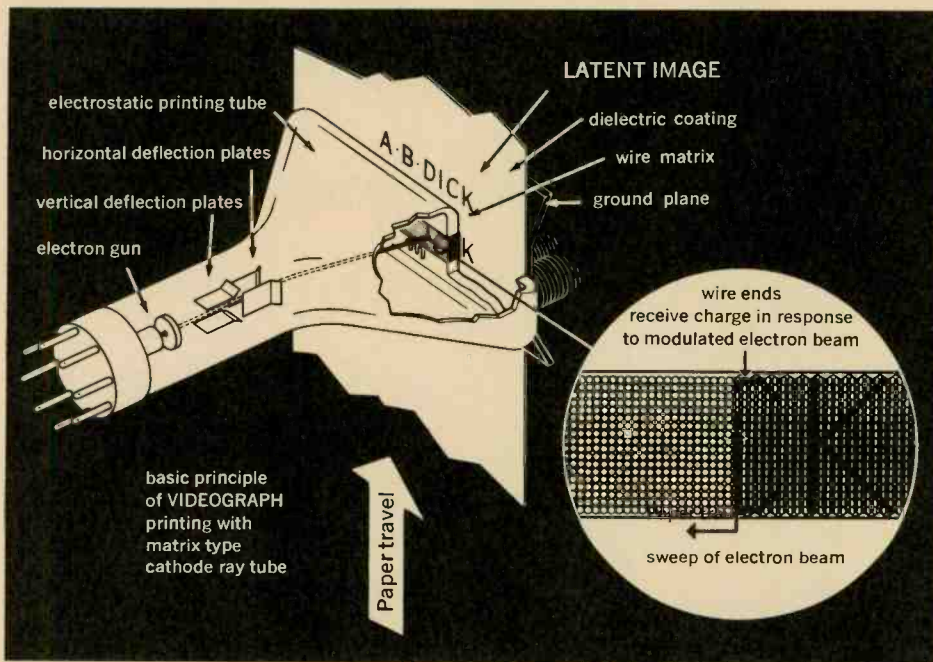 LATENT IMAGE
electrostatic printing tube
dielectric coating
horizontal deflection plates
A·B·DICK
wire matrix
vertical deflection plates
ground plane
electron gun
K
wire ends
receive charge in response
to modulated electron beam
basic principle
of VIDEOGRAPH
printing with
matrix type
cathode ray tube
Paper travel
sweep of electron beam